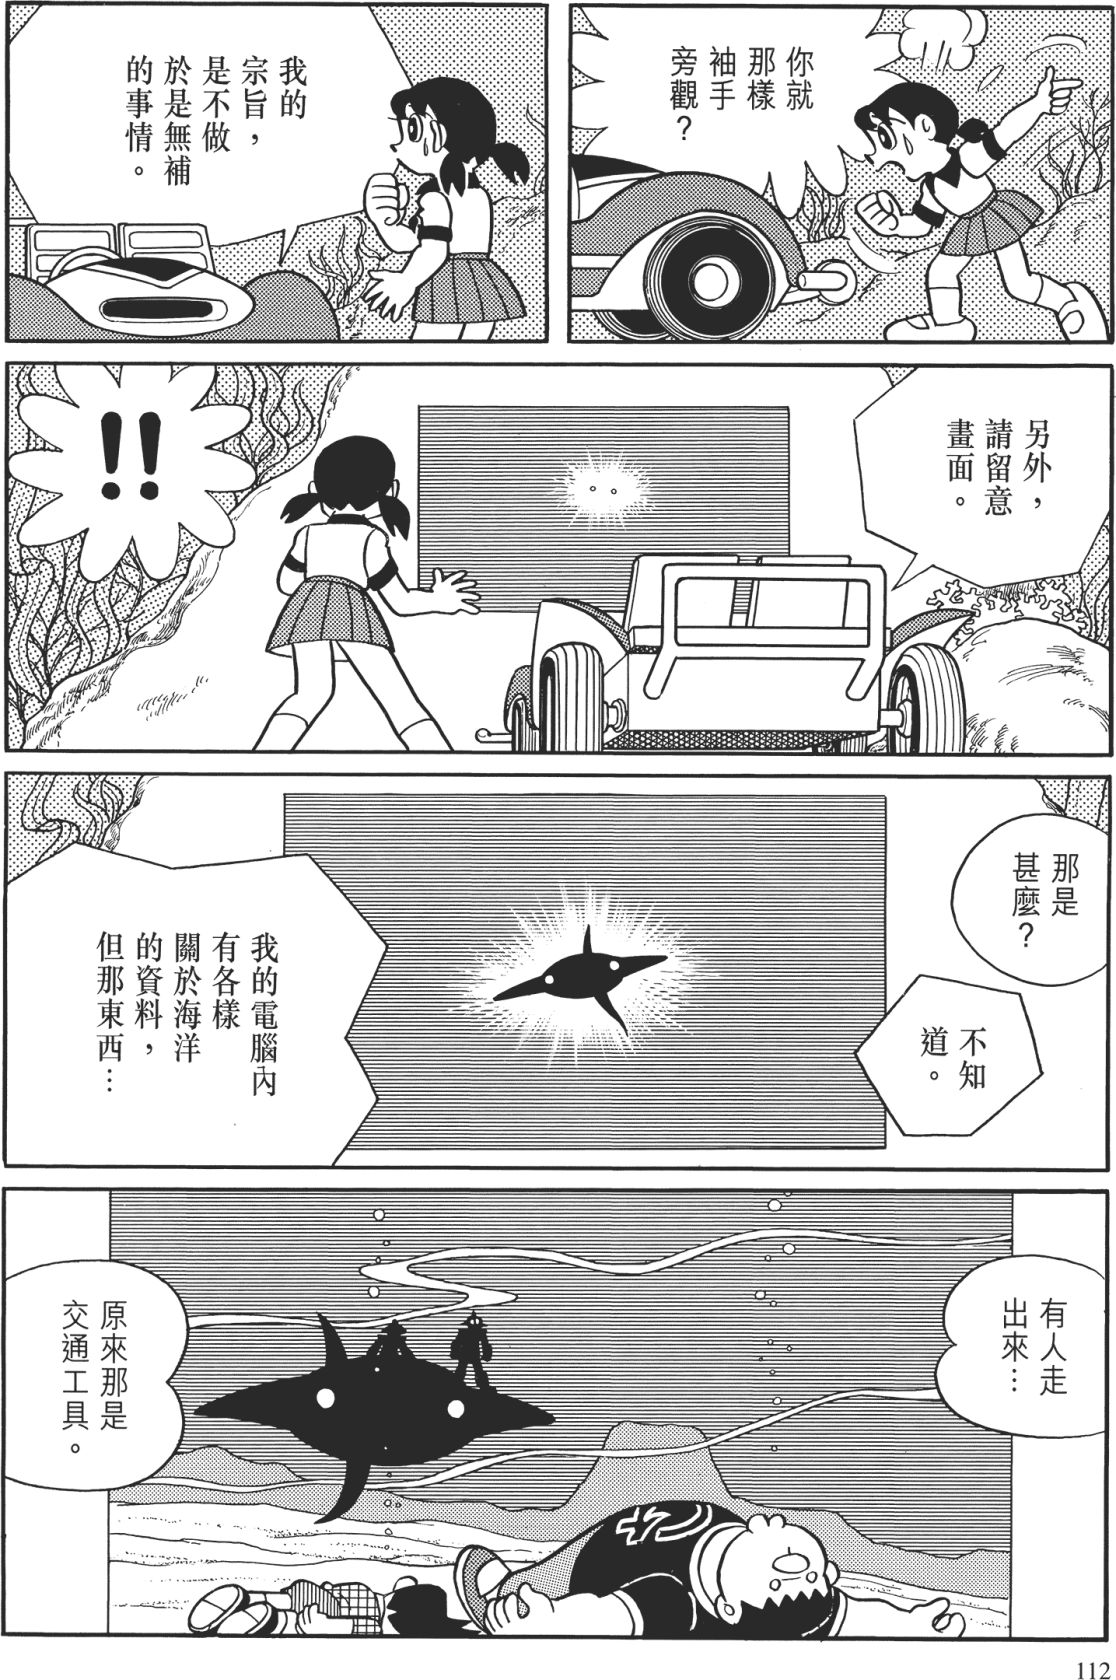 你就
那樣
袖手
旁觀？
我的
宗旨，
是不做
於是無補
的事情。
另外，
請留意
畫面。
!!
那是
甚麼？
不知
道。
我的電腦內
有各樣
關於海洋
的資料，
但那東西…
有人走
出來…
原來那是
交通工具。
112